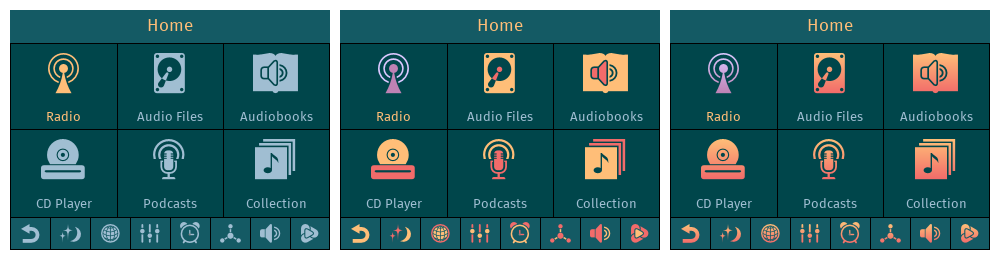 Home
Radio
Audio Files
Audiobooks
CD Player
Podcasts
Collection
Home
Radio
Audio Files
Audiobooks
CD Player
Podcasts
Collection
Home
Radio
Audio Files
Audiobooks
CD Player
Podcasts
Collection